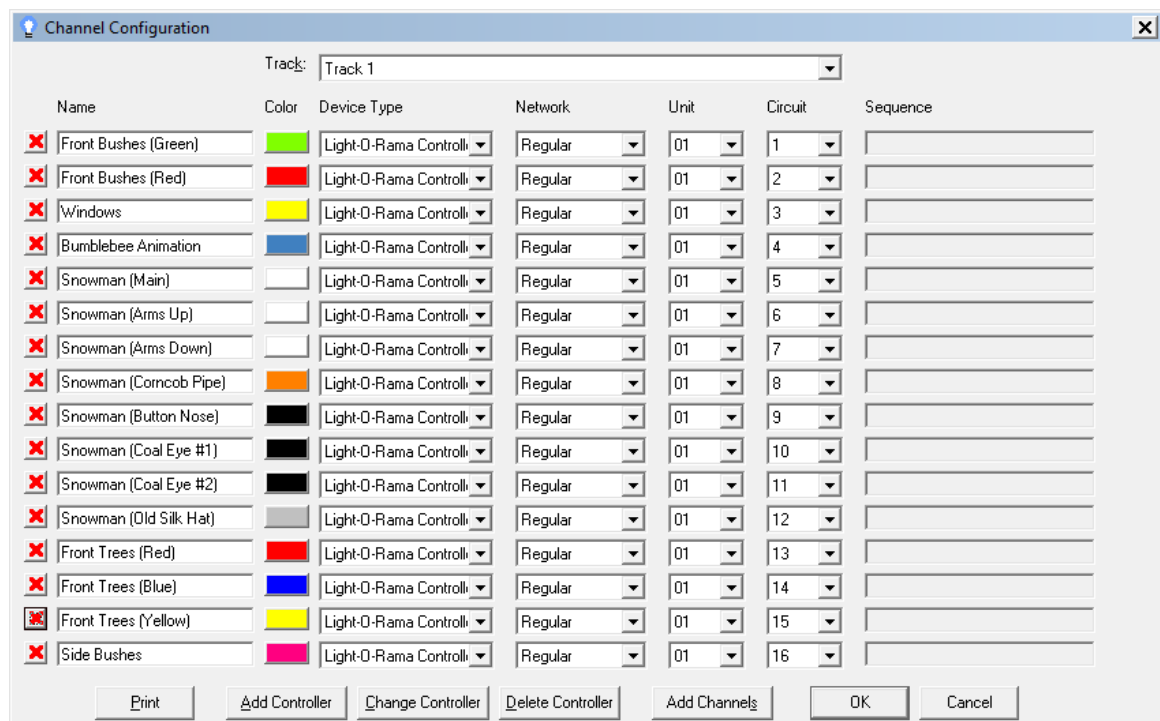 Channel Configuration
Track: Track 1
Name Color Device Type Network Unit Circuit Sequence
Front Bushes (Green) Light-O-Rama Controll Regular 01 1
Front Bushes (Red) Light-O-Rama Controll Regular 01 2
Windows Light-O-Rama Controll Regular 01 3
Bumblebee Animation Light-O-Rama Controll Regular 01 4
Snowman (Main) Light-O-Rama Controll Regular 01 5
Snowman (Arms Up) Light-O-Rama Controll Regular 01 6
Snowman (Arms Down) Light-O-Rama Controll Regular 01 7
Snowman (Corncob Pipe) Light-O-Rama Controll Regular 01 8
Snowman (Button Nose) Light-O-Rama Controll Regular 01 9
Snowman (Coal Eye #1) Light-O-Rama Controll Regular 01 10
Snowman (Coal Eye #2) Light-O-Rama Controll Regular 01 11
Snowman (Old Silk Hat) Light-O-Rama Controll Regular 01 12
Front Trees (Red) Light-O-Rama Controll Regular 01 13
Front Trees (Blue) Light-O-Rama Controll Regular 01 14
Front Trees (Yellow) Light-O-Rama Controll Regular 01 15
Side Bushes Light-O-Rama Controll Regular 01 16
Print Add Controller Change Controller Delete Controller Add Channels OK Cancel